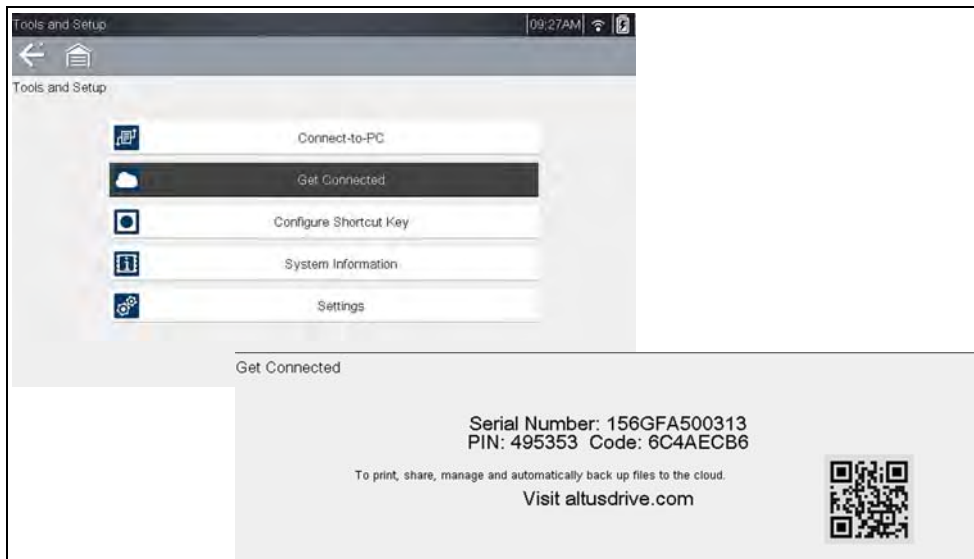 Tools and Setup
09:27AM
Tools and Setup
Connect-to-PC
Get Connected
Configure Shortcut Key
System Information
Settings
Get Connected
Serial Number: 156GFA500313
PIN: 495353 Code: 6C4AECB6
To print, share, manage and automatically back up files to the cloud.
Visit altusdrive.com